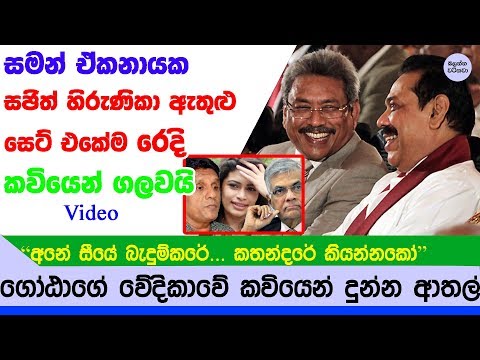 සමන් ඒකනායක
සජිත් හිරුණිකා ඇතුළු
සෙට් එකේම රෙදි
කවියෙන් ගලවයි
Video
“අනේ සීයේ බැදුම්කරේ... කතන්දරේ කියන්නකෝ”
ගෝඨාගේ වේදිකාවේ කවියෙන් දුන්න ආතල්